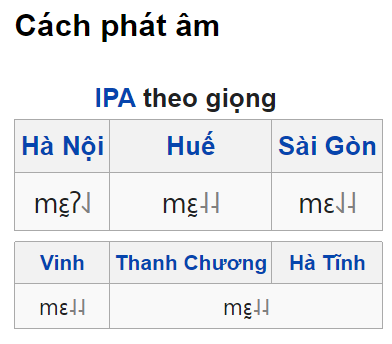 Cách phát âm
IPA theo giọng
Hà Nội Huế Sài Gòn
mɛ̰ʔ˨˩ mɛ̰˨˨ mɛ˨˩˨
Vinh Thanh Chương Hà Tĩnh
mɛ˨˨ mɛ̰˨˨